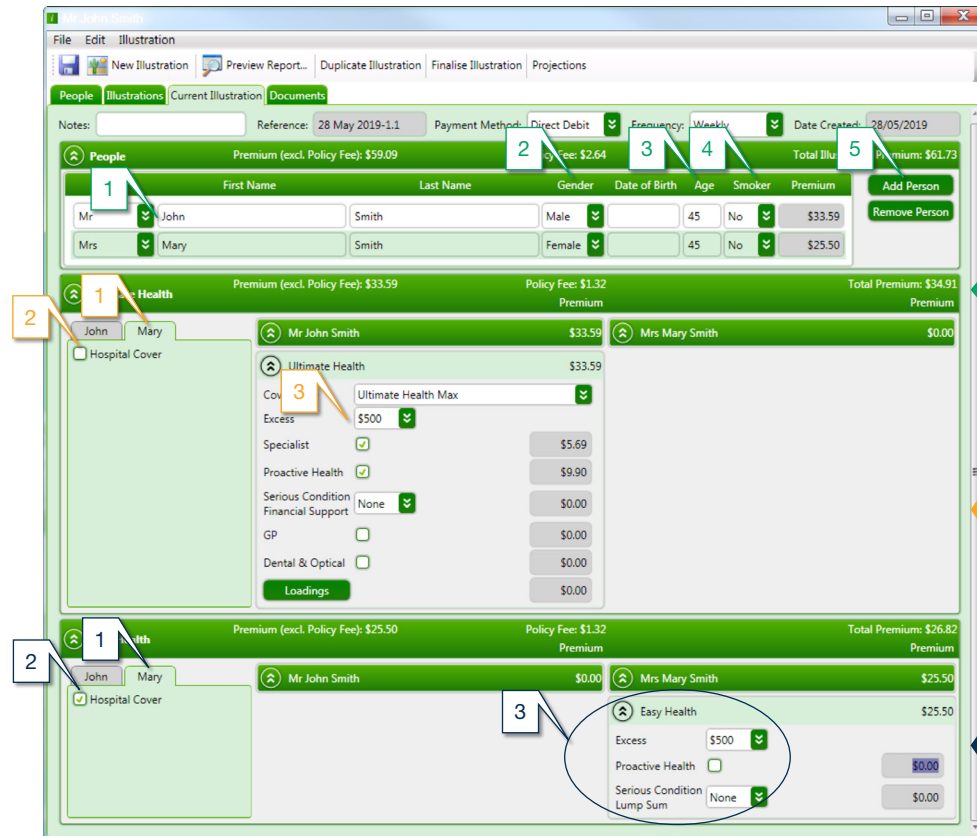 Mr John Smith
File Edit Illustration
New Illustration Preview Report... Duplicate Illustration Finalise Illustration Projections
People Illustrations Current Illustration Documents
Notes: Reference: 28 May 2019-1.1 Payment Method: Direct Debit Frequency: Weekly Date Created: 28/05/2019
People Premium (excl. Policy Fee): $59.09 Fee: $2.64 Total Premium: $61.73
2 3 4 5
First Name Last Name Gender Date of Birth Age Smoker Premium Add Person
1
Mr John Smith Male 45 No $33.59 Remove Person
Mrs Mary Smith Female 45 No $25.50
Health Premium (excl. Policy Fee): $33.59 Policy Fee: $1.32 Total Premium: $34.91
Premium Premium
1
2
John Mary Mr John Smith $33.59 Mrs Mary Smith $0.00
Hospital Cover
Ultimate Health $33.59
3
Ultimate Health Max
Excess $500
Specialist $5.69
Proactive Health $9.90
Serious Condition
Financial Support None $0.00
GP $0.00
Dental & Optical $0.00
Loadings $0.00
Premium (excl. Policy Fee): $25.50 Policy Fee: $1.32 Total Premium: $26.82
Premium Premium
1
2
John Mary Mr John Smith $0.00 Mrs Mary Smith $25.50
Hospital Cover
3
Easy Health $25.50
Excess $500
Proactive Health $0.00
Serious Condition
Lump Sum None $0.00